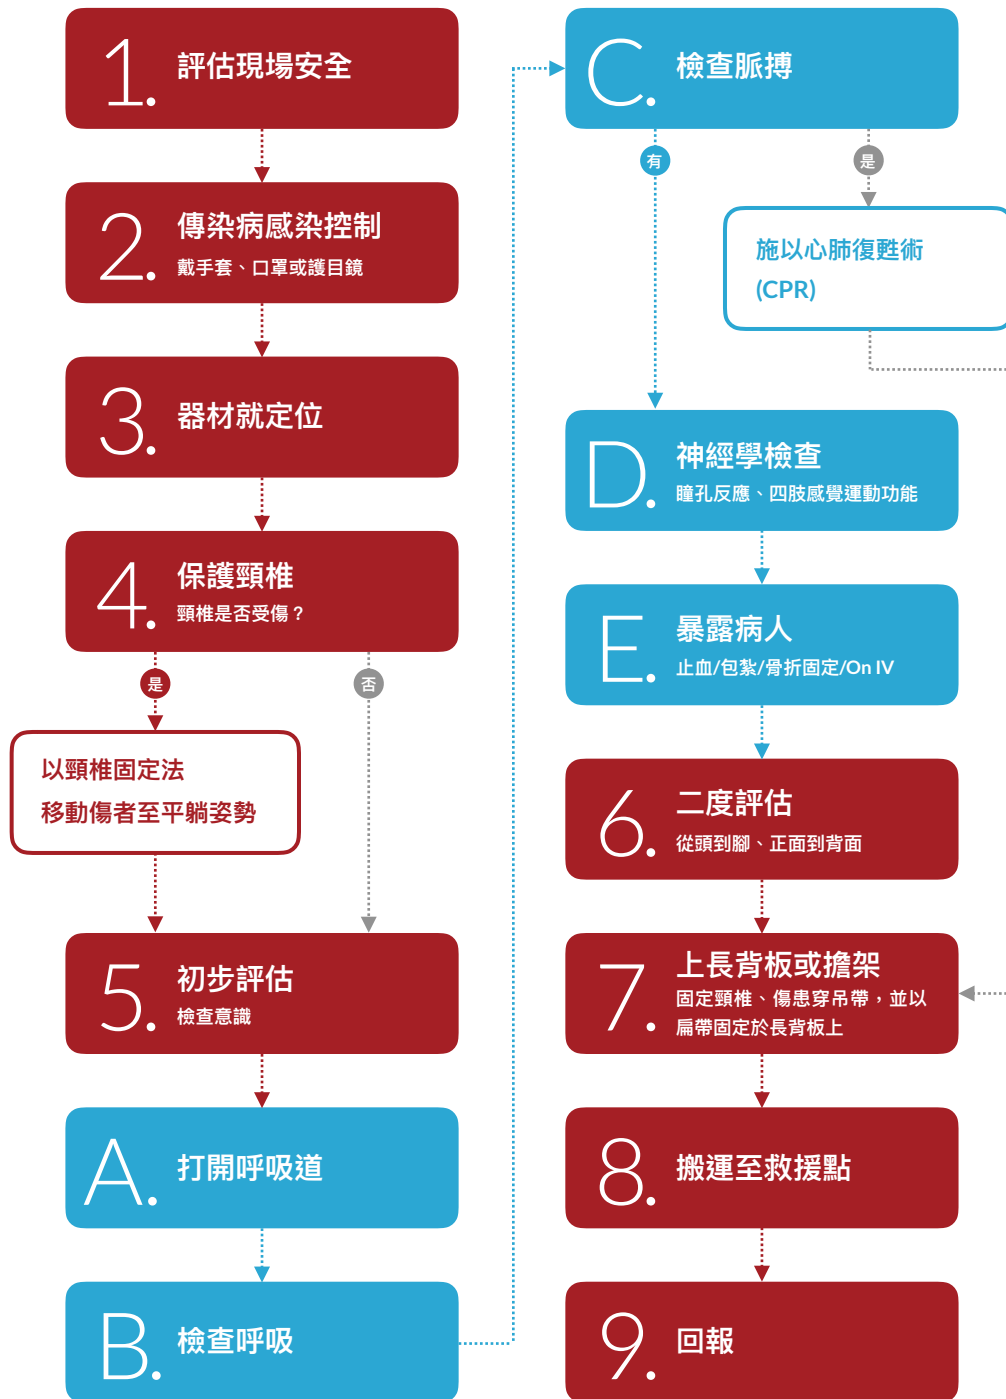 1.
評估現場安全
2.
傳染病感染控制
戴手套、口罩或護目鏡
3.
器材就定位
4.
保護頸椎
頸椎是否受傷？
是
否
以頸椎固定法
移動傷者至平躺姿勢
5.
初步評估
檢查意識
A.
打開呼吸道
B.
檢查呼吸
C.
檢查脈搏
有
是
施以心肺復甦術
(CPR)
D.
神經學檢查
瞳孔反應、四肢感覺運動功能
E.
暴露病人
止血/包紮/骨折固定/On IV
6.
二度評估
從頭到腳、正面到背面
7.
上長背板或擔架
固定頸椎、傷患穿吊帶，並以
扁帶固定於長背板上
8.
搬運至救援點
9.
回報